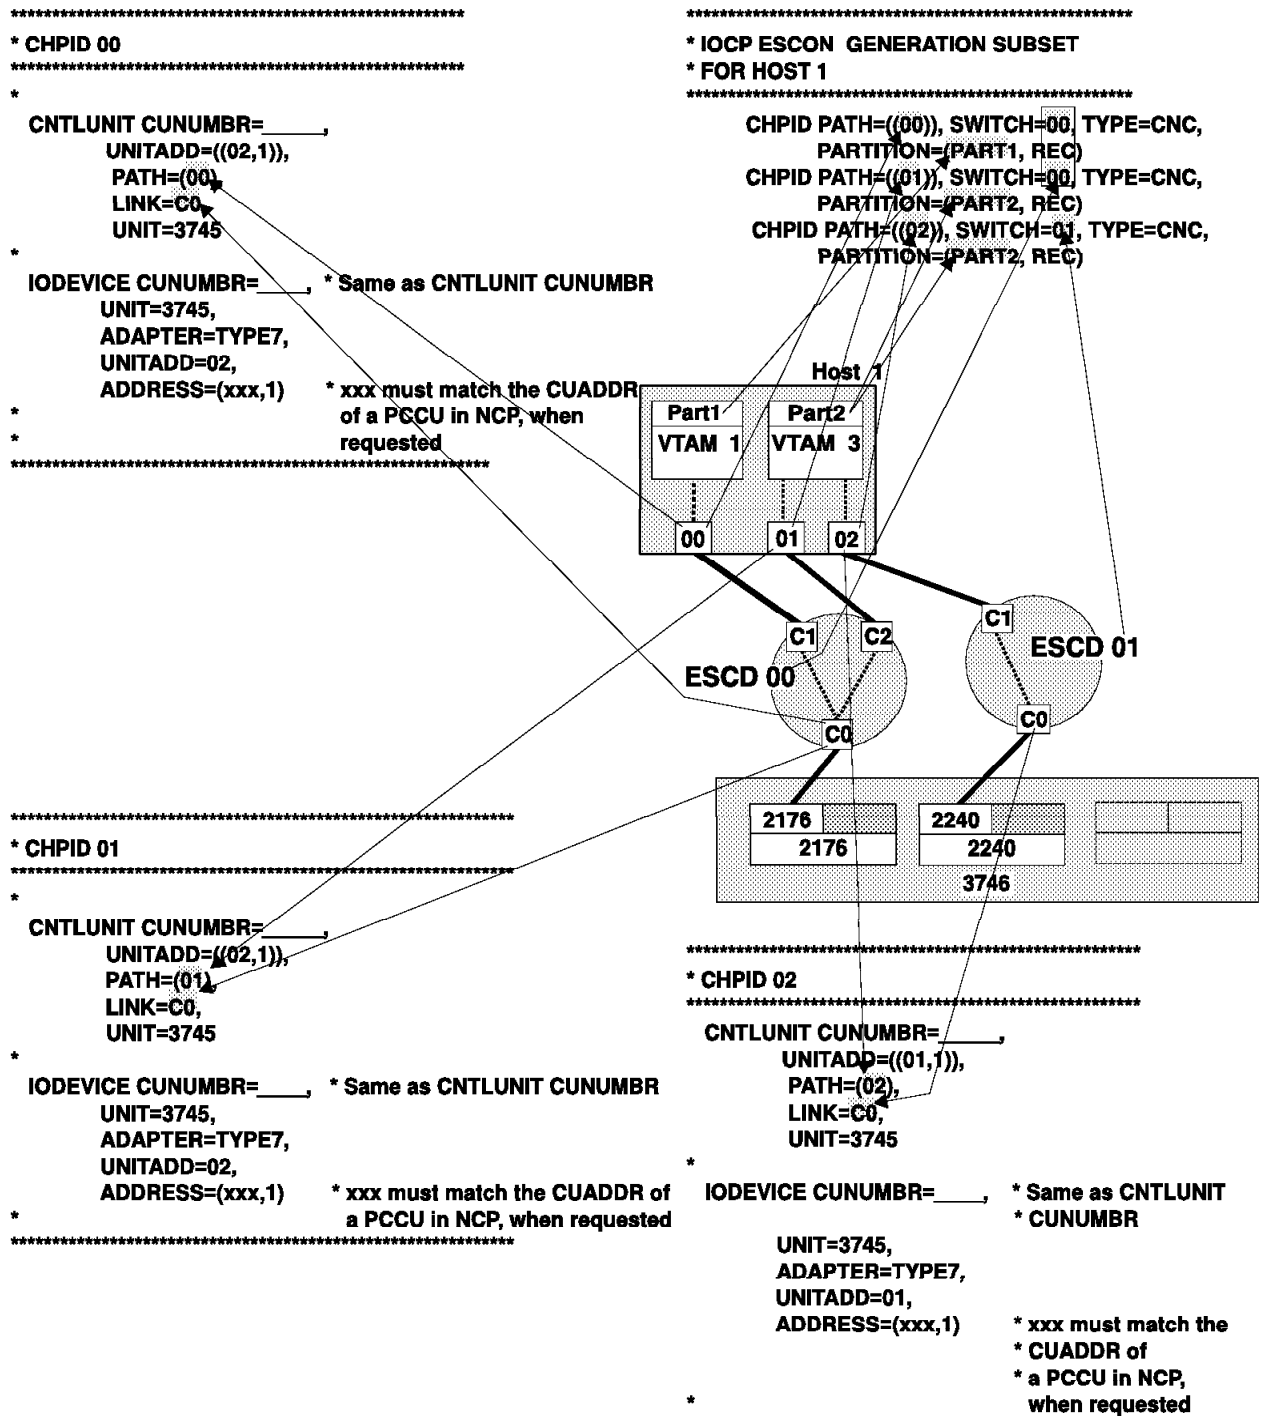 *******************************************************
* CHPID 00
*******************************************************
*
CNTLUNIT CUNUMBR=_____,
UNITADD=((02,1)),
PATH=(00),
LINK=C0,
UNIT=3745
*
IODEVICE CUNUMBR=____, * Same as CNTLUNIT CUNUMBR
UNIT=3745,
ADAPTER=TYPE7,
UNITADD=02,
ADDRESS=(xxx,1) * xxx must match the CUADDR
* of a PCCU in NCP, when
* requested
**********************************************************
******************************************************
* IOCP ESCON GENERATION SUBSET
* FOR HOST 1
******************************************************
CHPID PATH=((00)), SWITCH=00, TYPE=CNC,
PARTITION=(PART1, REC)
CHPID PATH=((01)), SWITCH=00, TYPE=CNC,
PARTITION=(PART2, REC)
CHPID PATH=((02)), SWITCH=01, TYPE=CNC,
PARTITION=(PART2, REC)
Host 1
Part1 Part2
VTAM 1 VTAM 3
00 01 02
C1 C2 C1
ESCD 00 ESCD 01
C0 C0
2176 2240
2176 2240
3746
*************************************************************
* CHPID 01
*************************************************************
*
CNTLUNIT CUNUMBR=_____,
UNITADD=((02,1)),
PATH=(01),
LINK=C0,
UNIT=3745
*
IODEVICE CUNUMBR=____, * Same as CNTLUNIT CUNUMBR
UNIT=3745,
ADAPTER=TYPE7,
UNITADD=02,
ADDRESS=(xxx,1) * xxx must match the CUADDR of
* a PCCU in NCP, when requested
*************************************************************
*******************************************************
* CHPID 02
*******************************************************
CNTLUNIT CUNUMBR=_____,
UNITADD=((01,1)),
PATH=(02),
LINK=C0,
UNIT=3745
*
IODEVICE CUNUMBR=____, * Same as CNTLUNIT
* CUNUMBR
UNIT=3745,
ADAPTER=TYPE7,
UNITADD=01,
ADDRESS=(xxx,1) * xxx must match the
* CUADDR of
* a PCCU in NCP,
* when requested